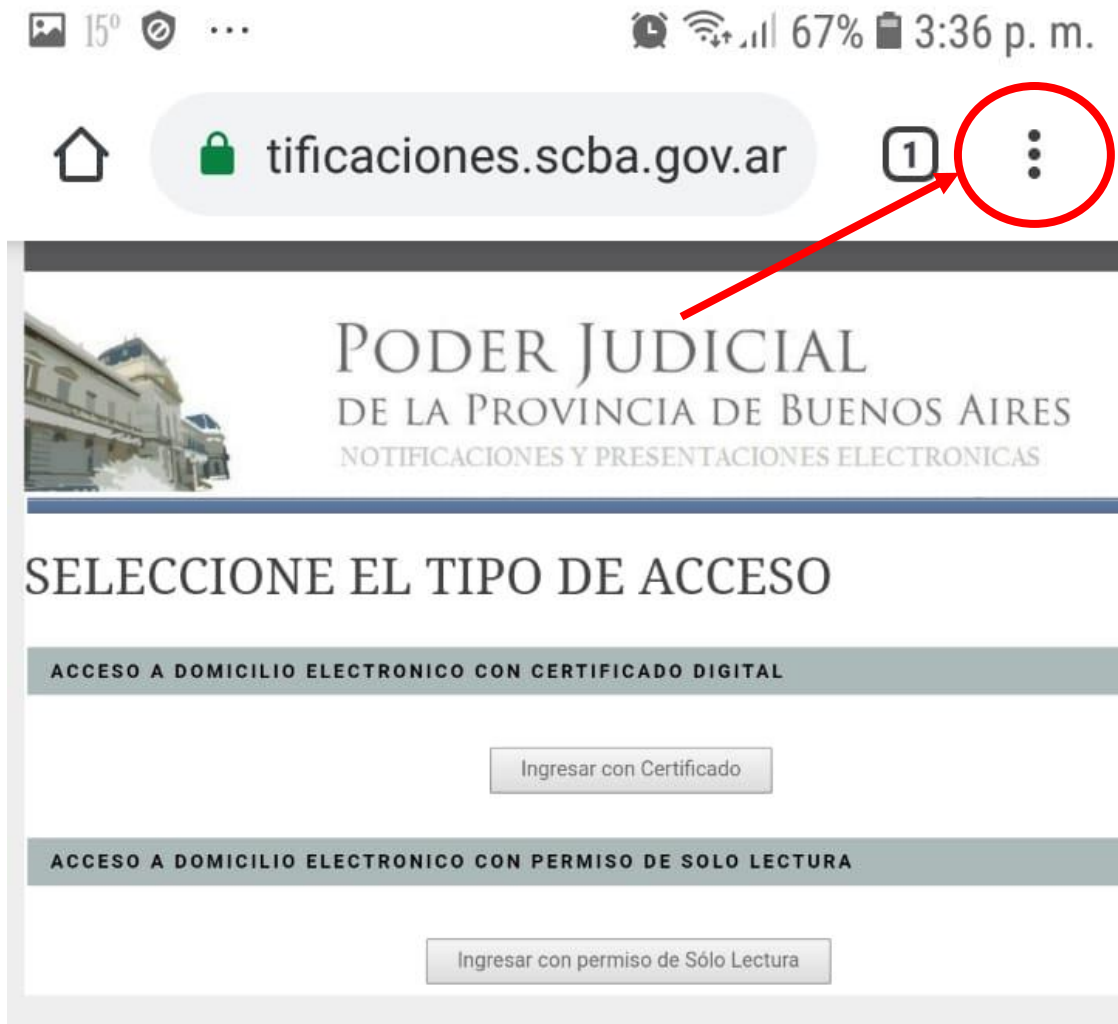 15° ... 67% 3:36 p. m.
tificaciones.scba.gov.ar 1
PODER JUDICIAL
DE LA PROVINCIA DE BUENOS AIRES
NOTIFICACIONES Y PRESENTACIONES ELECTRONICAS
SELECCIONE EL TIPO DE ACCESO
ACCESO A DOMICILIO ELECTRONICO CON CERTIFICADO DIGITAL
Ingresar con Certificado
ACCESO A DOMICILIO ELECTRONICO CON PERMISO DE SOLO LECTURA
Ingresar con permiso de Sólo Lectura